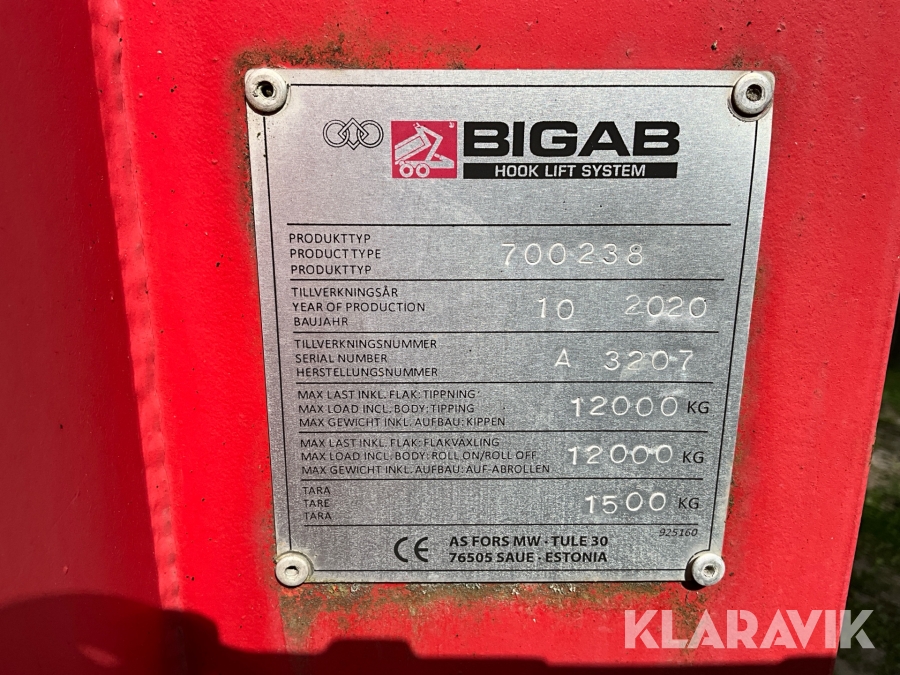 BIGAB
HOOK LIFT SYSTEM
PRODUKTTYP
PRODUCT TYPE 700238
PRODUKTTYP
TILLVERKNINGSÅR
YEAR OF PRODUCTION 10 2020
BAUJAHR
TILLVERKNINGSNUMMER
SERIAL NUMBER A 3207
HERSTELLUNGSNUMMER
MAX LAST INKL. FLAK: TIPPNING
MAX LOAD INCL. BODY: TIPPING 12000 KG
MAX GEWICHT INKL. AUFBAU: KIPPEN
MAX LAST INKL. FLAK: FLAKVÄXLING
MAX LOAD INCL. BODY: ROLL ON/ROLL OFF 12000 KG
MAX GEWICHT INKL. AUFBAU: AUF-ABROLLEN
TARA
TARE 1500 KG
TARA
925160
CE AS FORS MW · TULE 30
76505 SAUE · ESTONIA
KLARAVIK